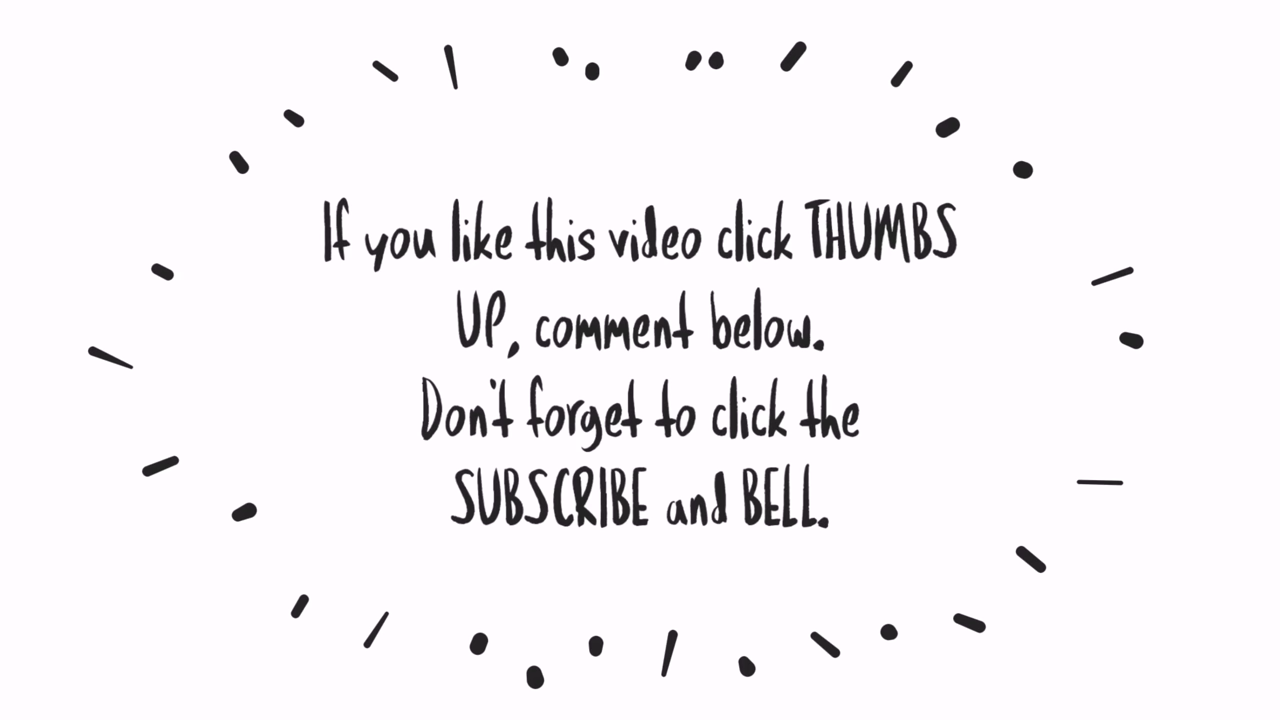 If you like this video click THUMBS
UP, comment below.
Don't forget to click the
SUBSCRIBE and BELL.